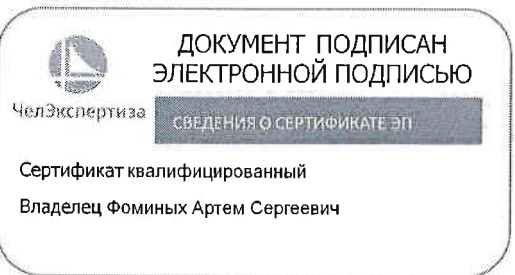 ДОКУМЕНТ ПОДПИСАН
ЭЛЕКТРОННОЙ ПОДПИСЬЮ
ЧелЭкспертиза
СВЕДЕНИЯ О СЕРТИФИКАТЕ ЭП
Сертификат квалифицированный
Владелец Фоминых Артем Сергеевич